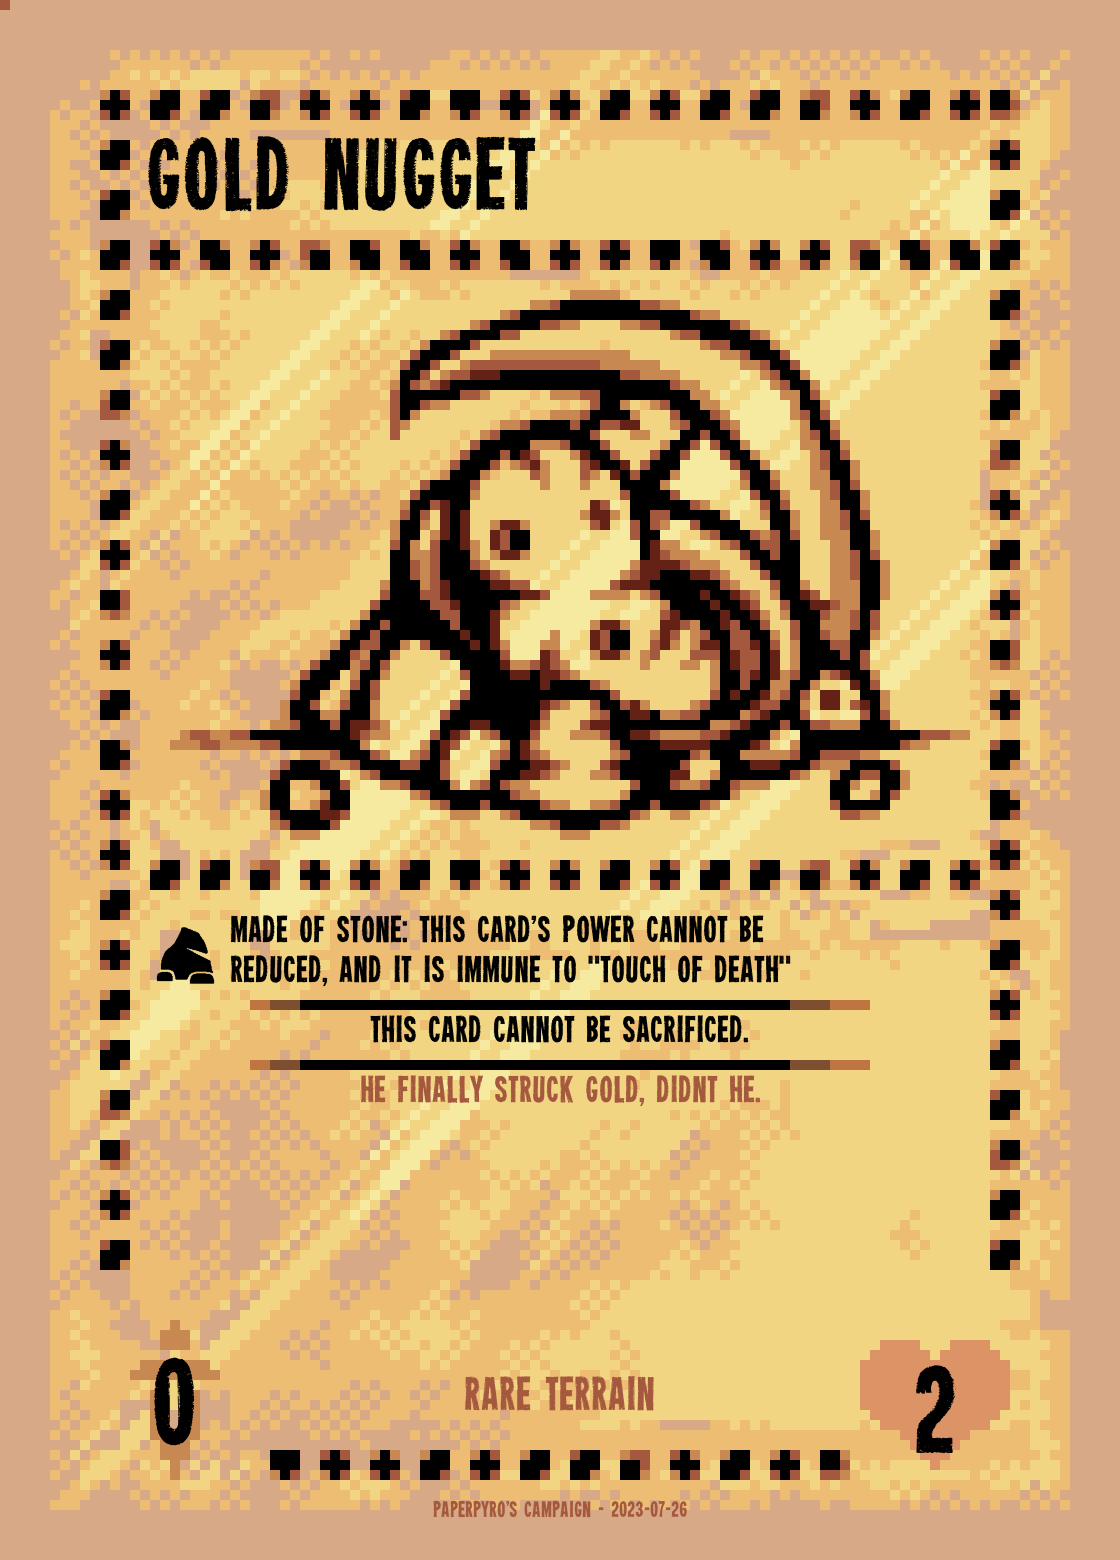 GOLD NUGGET
MADE OF STONE: THIS CARD'S POWER CANNOT BE
REDUCED, AND IT IS IMMUNE TO "TOUCH OF DEATH"
THIS CARD CANNOT BE SACRIFICED.
HE FINALLY STRUCK GOLD, DIDNT HE.
0
RARE TERRAIN
2
PAPERPYRO'S CAMPAIGN - 2023-07-26